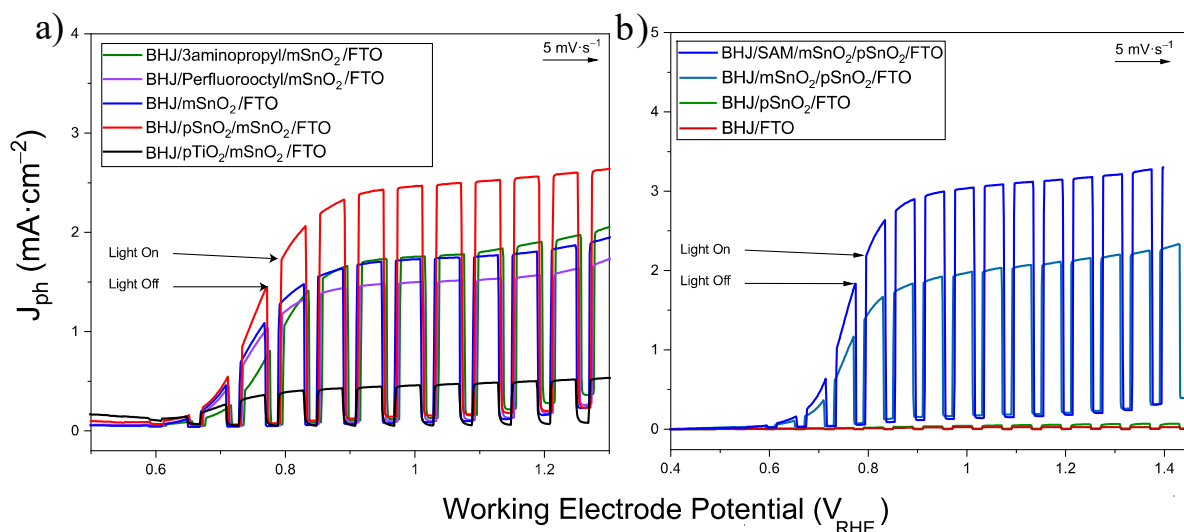 a)
BHJ/3aminopropyl/mSnO₂/FTO
BHJ/Perfluorooctyl/mSnO₂/FTO
BHJ/mSnO₂/FTO
BHJ/pSnO₂/mSnO₂/FTO
BHJ/pTiO₂/mSnO₂/FTO
5 mV·s⁻¹
Light On
Light Off
4
3
2
1
0
0.6
0.8
1
1.2
J_ph (mA·cm⁻²)
b)
BHJ/SAM/mSnO₂/pSnO₂/FTO
BHJ/mSnO₂/pSnO₂/FTO
BHJ/pSnO₂/FTO
BHJ/FTO
5 mV·s⁻¹
Light On
Light Off
5
4
3
2
1
0
0.4
0.6
0.8
1
1.2
1.4
Working Electrode Potential (V_RHE)